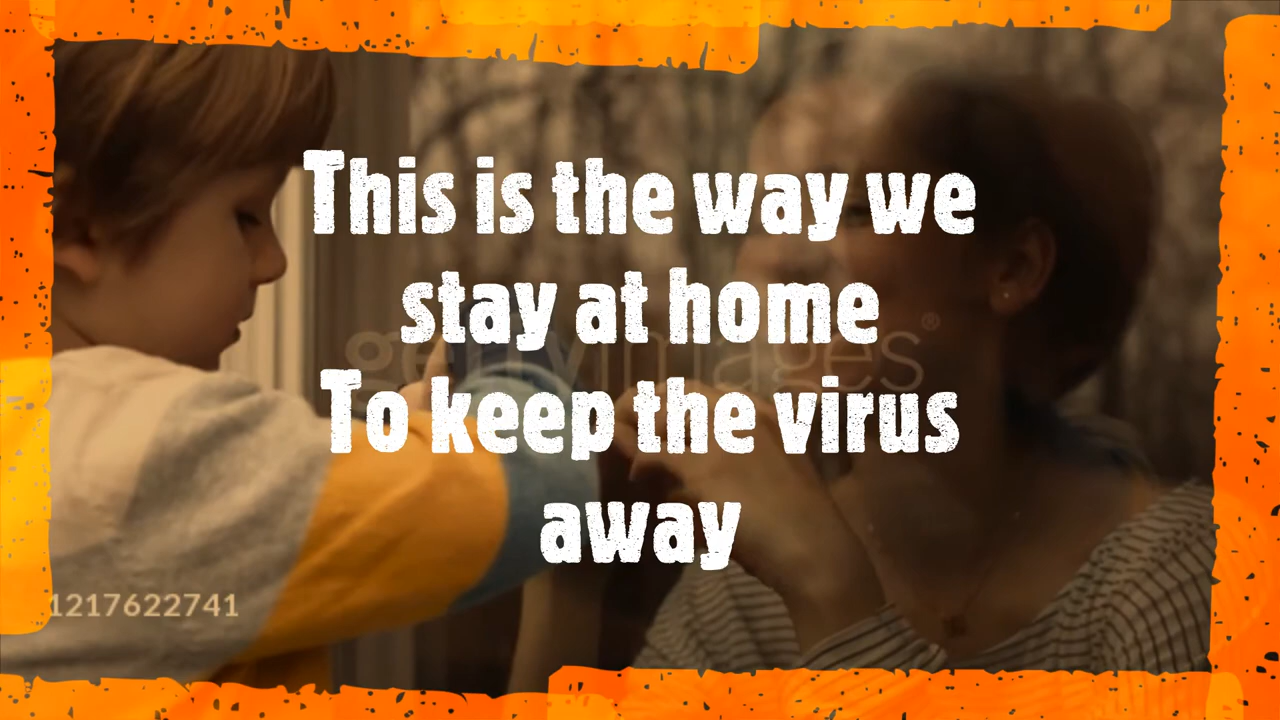 This is the way we
stay at home
gettyimages®
To keep the virus
away
1217622741